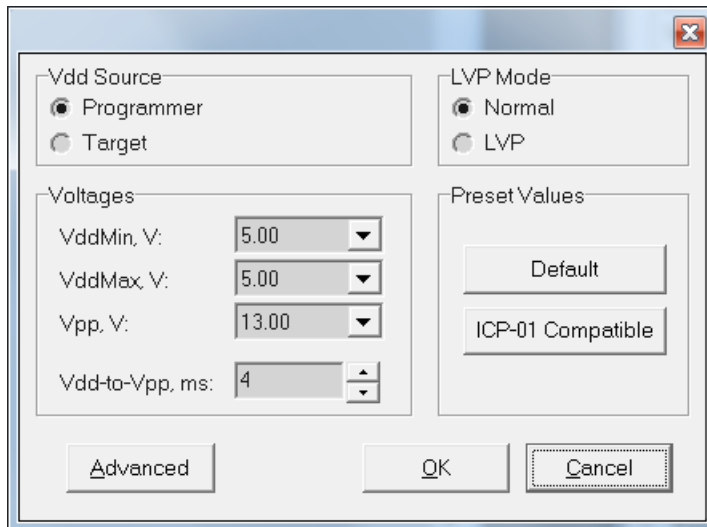 Vdd Source
Programmer
Target
LVP Mode
Normal
LVP
Voltages
VddMin, V: 5.00
VddMax, V: 5.00
Vpp, V: 13.00
Vdd-to-Vpp, ms: 4
Preset Values
Default
ICP-01 Compatible
Advanced OK Cancel